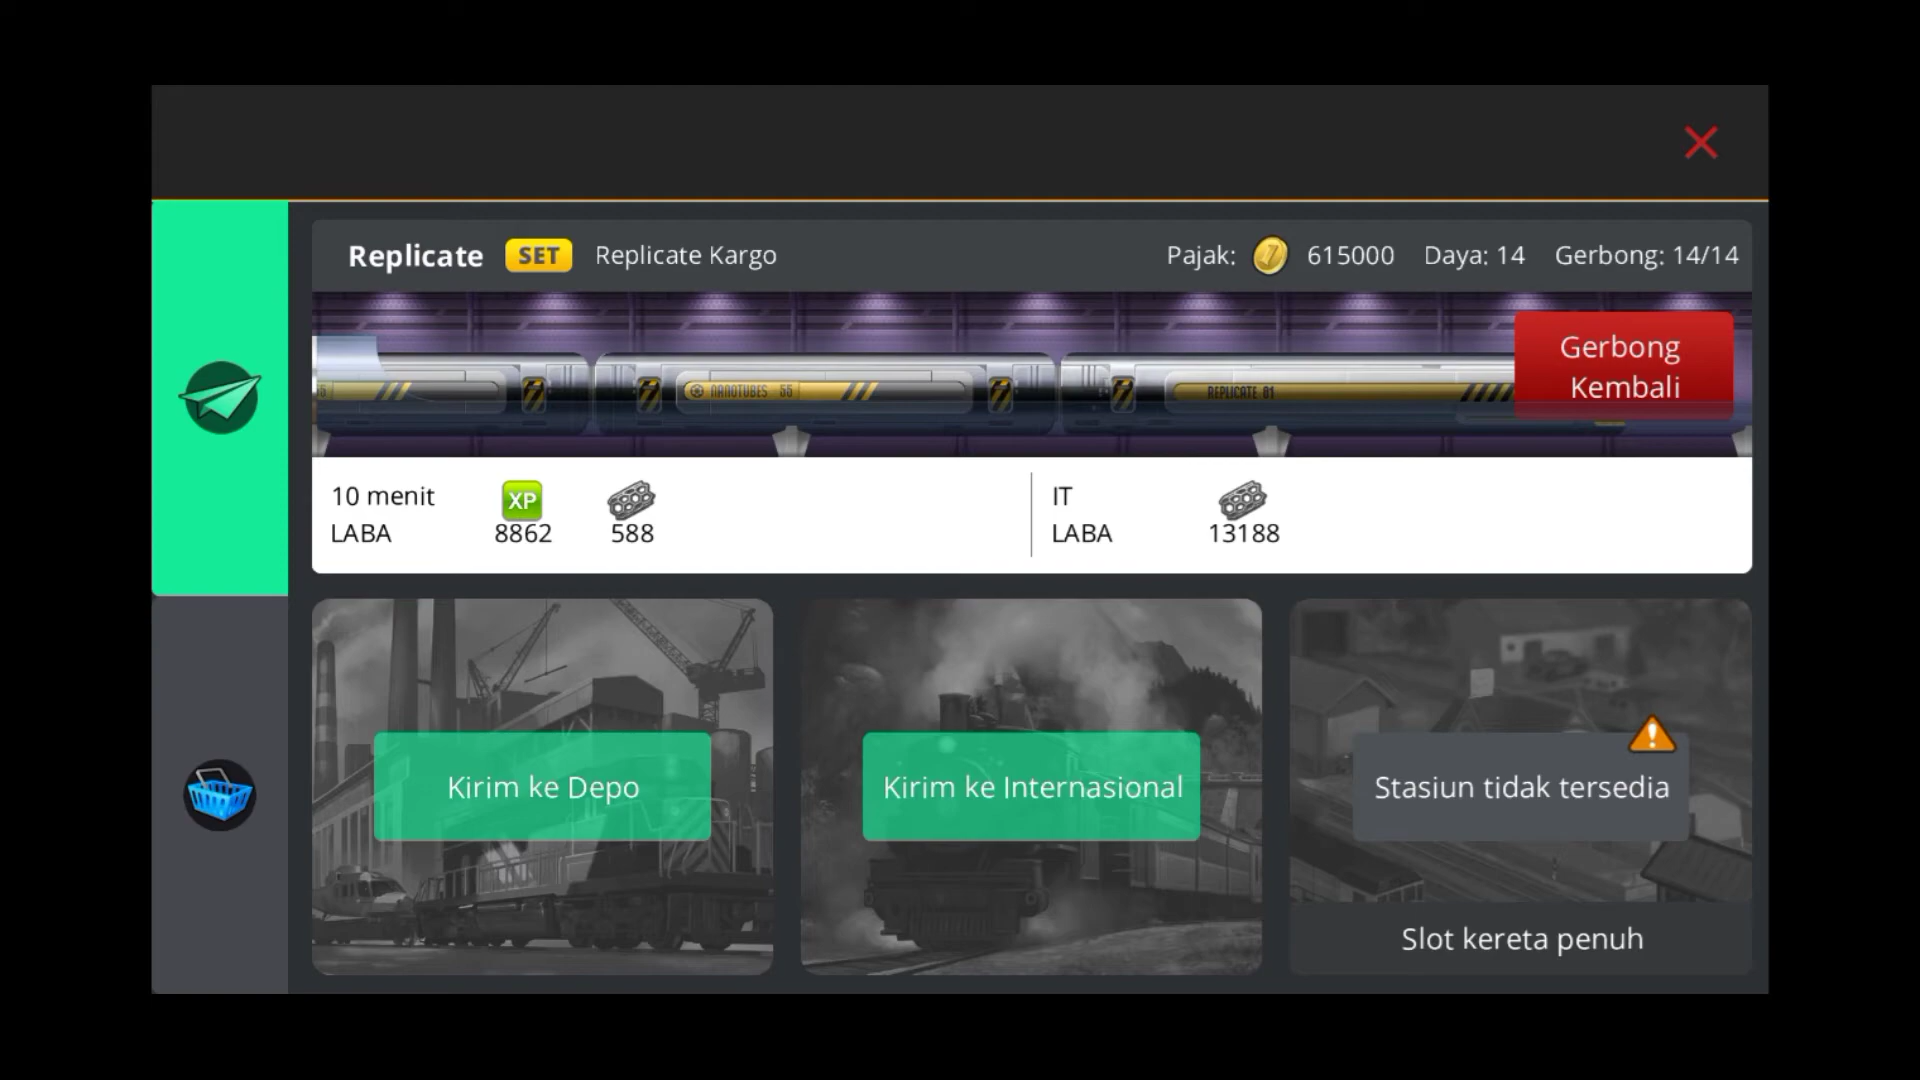 Replicate SET Replicate Kargo Pajak: 615000 Daya: 14 Gerbong: 14/14
NANOTUBES - 55
REPLICATE 81
Gerbong
Kembali
10 menit XP
LABA 8862 588
IT
LABA 13188
Kirim ke Depo
Kirim ke Internasional
Stasiun tidak tersedia
Slot kereta penuh